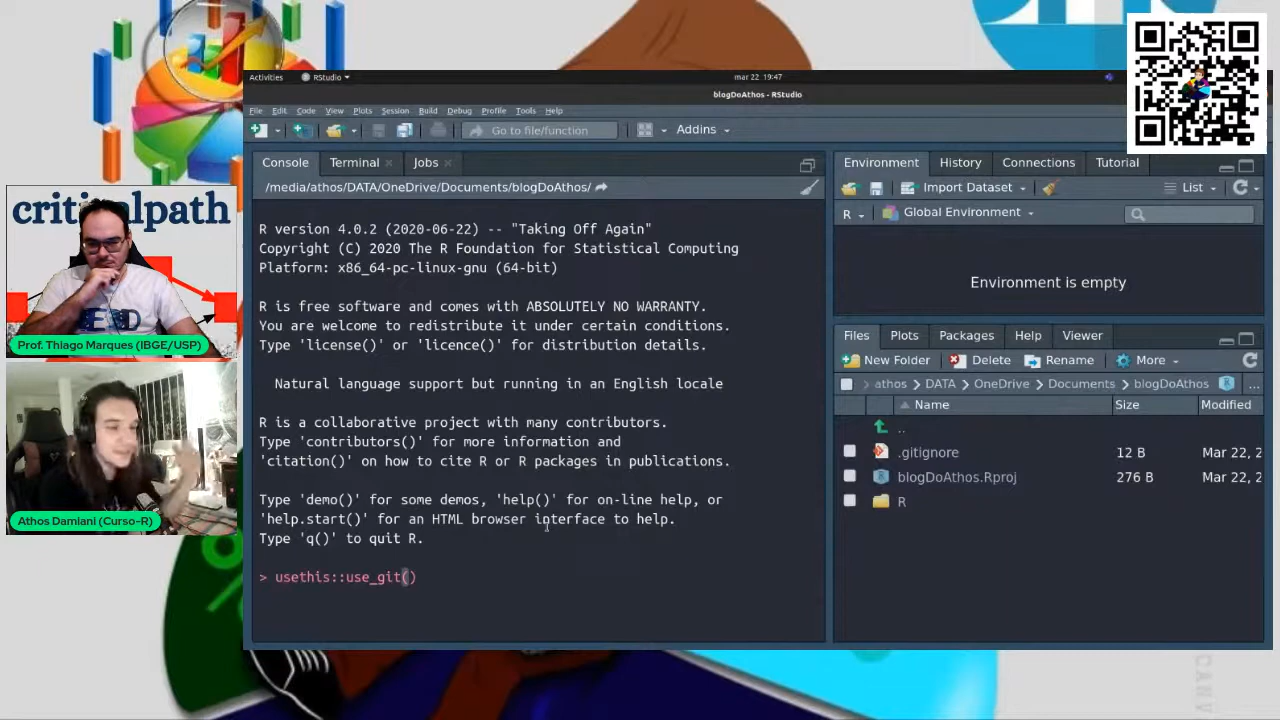 Activities
RStudio
mar 22 19:47
blogDoAthos - RStudio
File Edit Code View Plots Session Build Debug Profile Tools Help
Go to file/function
Addins
Console Terminal Jobs
/media/athos/DATA/OneDrive/Documents/blogDoAthos/
R version 4.0.2 (2020-06-22) -- "Taking Off Again"
Copyright (C) 2020 The R Foundation for Statistical Computing
Platform: x86_64-pc-linux-gnu (64-bit)
R is free software and comes with ABSOLUTELY NO WARRANTY.
You are welcome to redistribute it under certain conditions.
Type 'license()' or 'licence()' for distribution details.
Natural language support but running in an English locale
R is a collaborative project with many contributors.
Type 'contributors()' for more information and
'citation()' on how to cite R or R packages in publications.
Type 'demo()' for some demos, 'help()' for on-line help, or
'help.start()' for an HTML browser interface to help.
Type 'q()' to quit R.
> usethis::use_git()
Environment History Connections Tutorial
Import Dataset
List
R
Global Environment
Environment is empty
Files Plots Packages Help Viewer
New Folder Delete Rename More
athos DATA OneDrive Documents blogDoAthos ...
Name Size Modified
..
.gitignore 12 B Mar 22, 2
blogDoAthos.Rproj 276 B Mar 22, 2
R
Prof. Thiago Marques (IBGE/USP)
Athos Damiani (Curso-R)